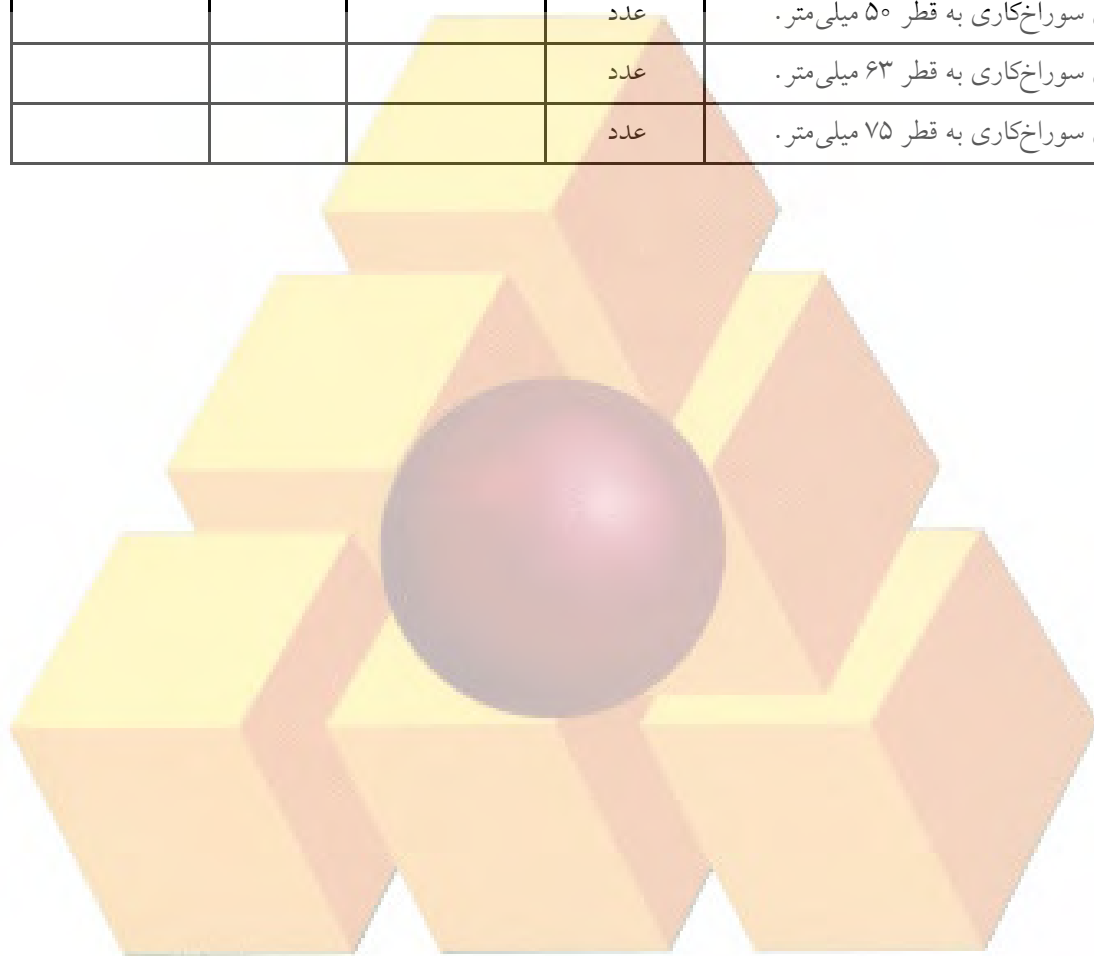 سوراخ‌کاری به قطر ۵۰ میلی‌متر. عدد
سوراخ‌کاری به قطر ۶۳ میلی‌متر. عدد
سوراخ‌کاری به قطر ۷۵ میلی‌متر. عدد